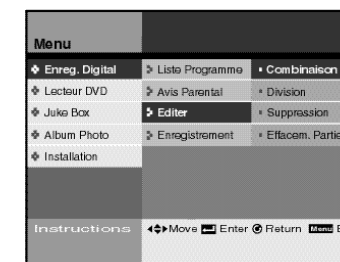 Menu
Enreg. Digital
Liste Programme
Combinaison
Lecteur DVD
Avis Parental
Division
Juke Box
Editer
Suppression
Album Photo
Enregistrement
Effacem. Partie
Installation
Instructions
Move Enter Return Menu E